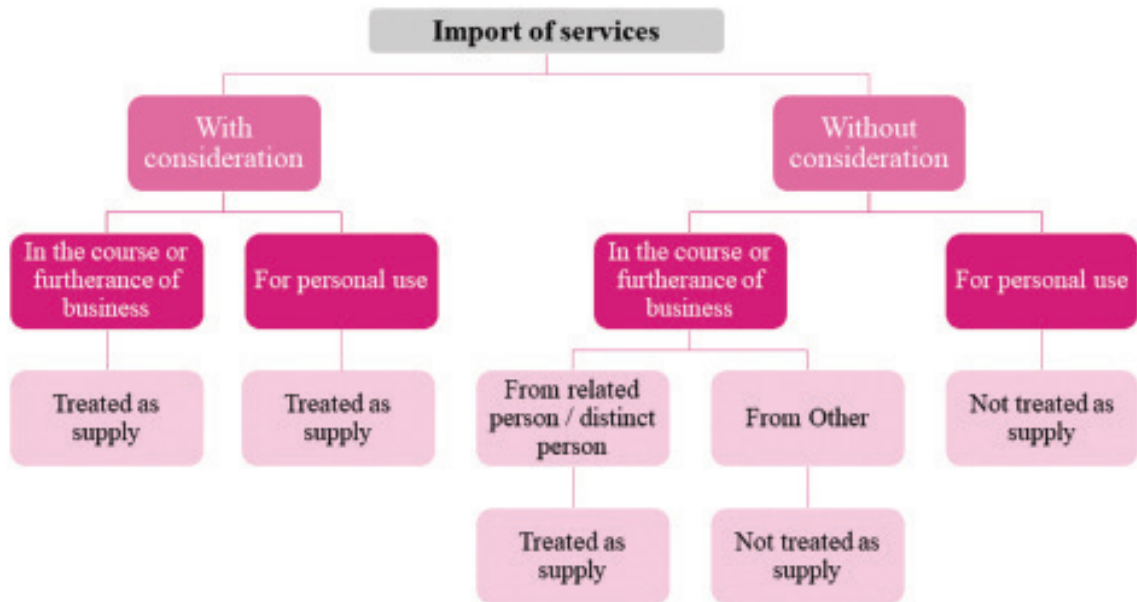 Import of services
With
consideration
Without
consideration
In the course or
furtherance of
business
For personal use
In the course or
furtherance of
business
For personal use
Treated as
supply
Treated as
supply
From related
person / distinct
person
From Other
Not treated as
supply
Treated as
supply
Not treated as
supply